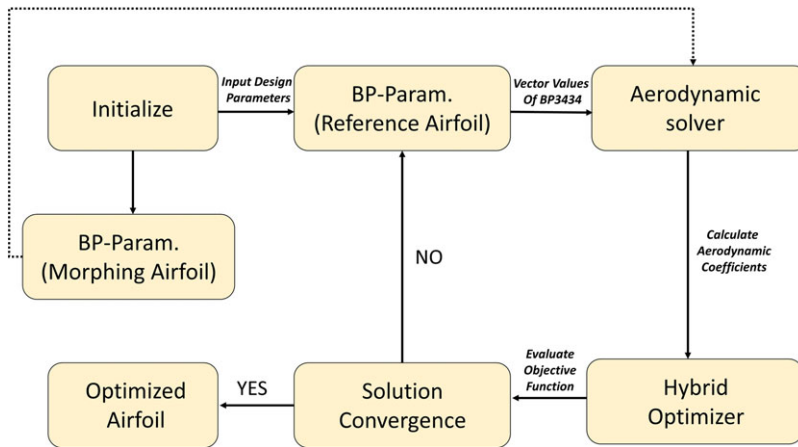 Initialize
Input Design
Parameters
BP-Param.
(Reference Airfoil)
Vector Values
Of BP3434
Aerodynamic
solver
BP-Param.
(Morphing Airfoil)
NO
Calculate
Aerodynamic
Coefficients
Optimized
Airfoil
YES
Solution
Convergence
Evaluate
Objective
Function
Hybrid
Optimizer